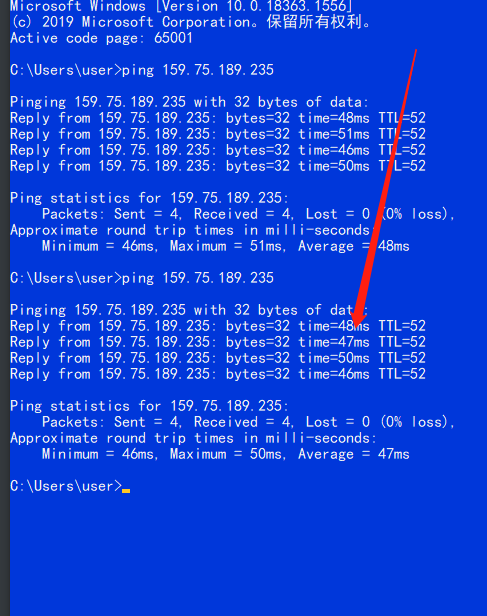 Microsoft Windows [Version 10.0.18363.1556]
(c) 2019 Microsoft Corporation。保留所有权利。
Active code page: 65001
C:\Users\user>ping 159.75.189.235
Pinging 159.75.189.235 with 32 bytes of data:
Reply from 159.75.189.235: bytes=32 time=48ms TTL=52
Reply from 159.75.189.235: bytes=32 time=51ms TTL=52
Reply from 159.75.189.235: bytes=32 time=46ms TTL=52
Reply from 159.75.189.235: bytes=32 time=50ms TTL=52
Ping statistics for 159.75.189.235:
Packets: Sent = 4, Received = 4, Lost = 0 (0% loss),
Approximate round trip times in milli-seconds:
Minimum = 46ms, Maximum = 51ms, Average = 48ms
C:\Users\user>ping 159.75.189.235
Pinging 159.75.189.235 with 32 bytes of data:
Reply from 159.75.189.235: bytes=32 time=48ms TTL=52
Reply from 159.75.189.235: bytes=32 time=47ms TTL=52
Reply from 159.75.189.235: bytes=32 time=50ms TTL=52
Reply from 159.75.189.235: bytes=32 time=46ms TTL=52
Ping statistics for 159.75.189.235:
Packets: Sent = 4, Received = 4, Lost = 0 (0% loss),
Approximate round trip times in milli-seconds:
Minimum = 46ms, Maximum = 50ms, Average = 47ms
C:\Users\user>